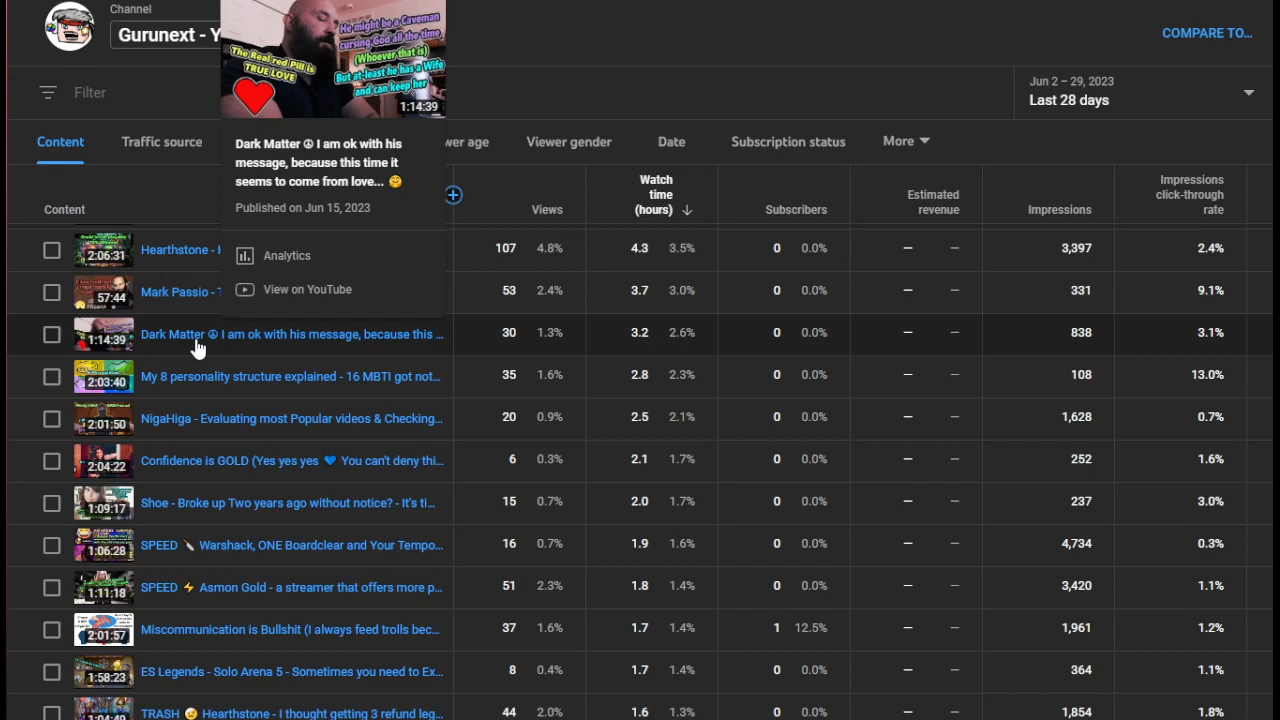 Channel
Gurunext - Y
COMPARE TO...
He might be a Caveman
cursing God all the time
(Whoever that is)
But at-least he has a Wife
and can keep her
The Real red Pill is
TRUE LOVE
1:14:39
Filter
Jun 2 – 29, 2023
Last 28 days
Dark Matter ☮ I am ok with his
message, because this time it
seems to come from love... 🤗
Published on Jun 15, 2023
Analytics
View on YouTube
Content
Traffic source
wer age
Viewer gender
Date
Subscription status
More
Content
Views
Watch
time
(hours) ↓
Subscribers
Estimated
revenue
Impressions
Impressions
click-through
rate
2:06:31 Hearthstone - 107 4.8% 4.3 3.5% 0 0.0% — — 3,397 2.4%
57:44 Mark Passio - 53 2.4% 3.7 3.0% 0 0.0% — — 331 9.1%
1:14:39 Dark Matter ☮ I am ok with his message, because this ... 30 1.3% 3.2 2.6% 0 0.0% — — 838 3.1%
2:03:40 My 8 personality structure explained - 16 MBTI got not... 35 1.6% 2.8 2.3% 0 0.0% — — 108 13.0%
2:01:50 NigaHiga - Evaluating most Popular videos & Checking... 20 0.9% 2.5 2.1% 0 0.0% — — 1,628 0.7%
2:04:22 Confidence is GOLD (Yes yes yes 💙 You can't deny thi... 6 0.3% 2.1 1.7% 0 0.0% — — 252 1.6%
1:09:17 Shoe - Broke up Two years ago without notice? - It's ti... 15 0.7% 2.0 1.7% 0 0.0% — — 237 3.0%
1:06:28 SPEED 🔪 Warshack, ONE Boardclear and Your Tempo... 16 0.7% 1.9 1.6% 0 0.0% — — 4,734 0.3%
1:11:18 SPEED ⚡ Asmon Gold - a streamer that offers more p... 51 2.3% 1.8 1.4% 0 0.0% — — 3,420 1.1%
2:01:57 Miscommunication is Bullshit (I always feed trolls bec... 37 1.6% 1.7 1.4% 1 12.5% — — 1,961 1.2%
1:58:23 ES Legends - Solo Arena 5 - Sometimes you need to Ex... 8 0.4% 1.7 1.4% 0 0.0% — — 364 1.1%
1:04:49 TRASH 🤕 Hearthstone - I thought getting 3 refund leg... 44 2.0% 1.6 1.3% 0 0.0% — — 1,854 1.8%